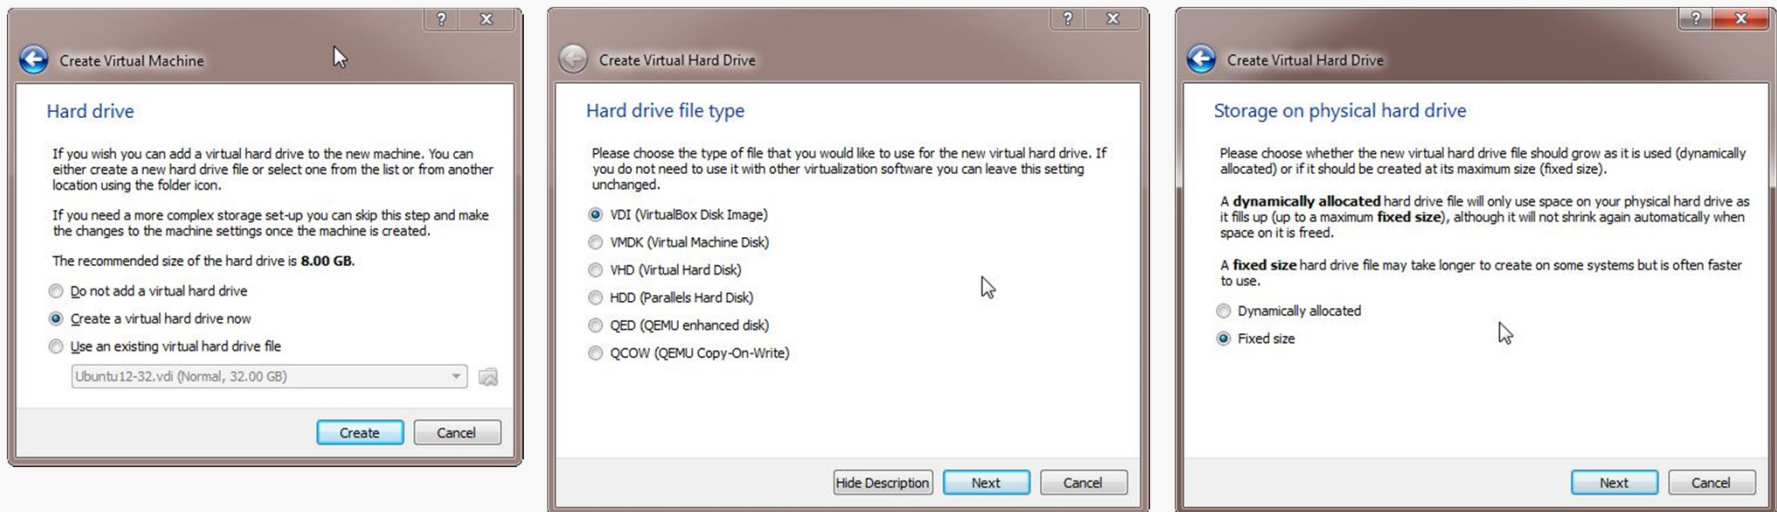 ?
Create Virtual Machine
Hard drive
If you wish you can add a virtual hard drive to the new machine. You can
either create a new hard drive file or select one from the list or from another
location using the folder icon.
If you need a more complex storage set-up you can skip this step and make
the changes to the machine settings once the machine is created.
The recommended size of the hard drive is 8.00 GB.
Do not add a virtual hard drive
Create a virtual hard drive now
Use an existing virtual hard drive file
Ubuntu12-32.vdi (Normal, 32.00 GB)
Create
Cancel
?
Create Virtual Hard Drive
Hard drive file type
Please choose the type of file that you would like to use for the new virtual hard drive. If
you do not need to use it with other virtualization software you can leave this setting
unchanged.
VDI (VirtualBox Disk Image)
VMDK (Virtual Machine Disk)
VHD (Virtual Hard Disk)
HDD (Parallels Hard Disk)
QED (QEMU enhanced disk)
QCOW (QEMU Copy-On-Write)
Hide Description
Next
Cancel
?
Create Virtual Hard Drive
Storage on physical hard drive
Please choose whether the new virtual hard drive file should grow as it is used (dynamically
allocated) or if it should be created at its maximum size (fixed size).
A dynamically allocated hard drive file will only use space on your physical hard drive as
it fills up (up to a maximum fixed size), although it will not shrink again automatically when
space on it is freed.
A fixed size hard drive file may take longer to create on some systems but is often faster
to use.
Dynamically allocated
Fixed size
Next
Cancel